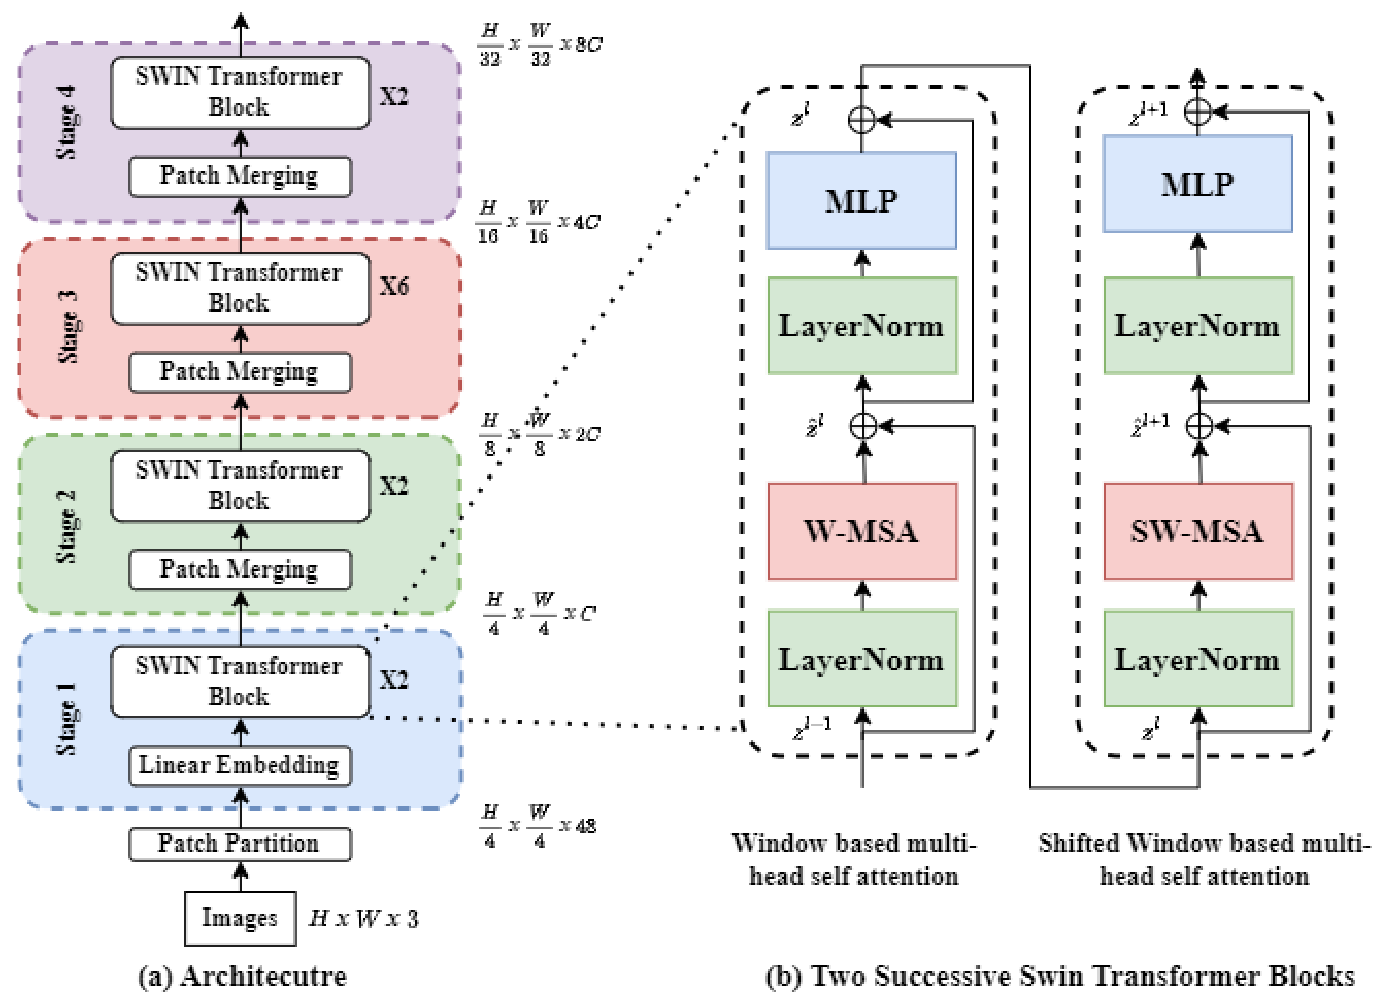 H/32 x W/32 x 8C
SWIN Transformer
Block
X2
Stage 4
Patch Merging
H/16 x W/16 x 4C
SWIN Transformer
Block
X6
Stage 3
Patch Merging
H/8 x W/8 x 2C
SWIN Transformer
Block
X2
Stage 2
Patch Merging
H/4 x W/4 x C
SWIN Transformer
Block
X2
Stage 1
Linear Embedding
H/4 x W/4 x 48
Patch Partition
Images
H x W x 3
(a) Architecutre
z^l
MLP
LayerNorm
ẑ^l
W-MSA
LayerNorm
z^{l-1}
Window based multi-
head self attention
z^{l+1}
MLP
LayerNorm
ẑ^{l+1}
SW-MSA
LayerNorm
z^l
Shifted Window based multi-
head self attention
(b) Two Successive Swin Transformer Blocks